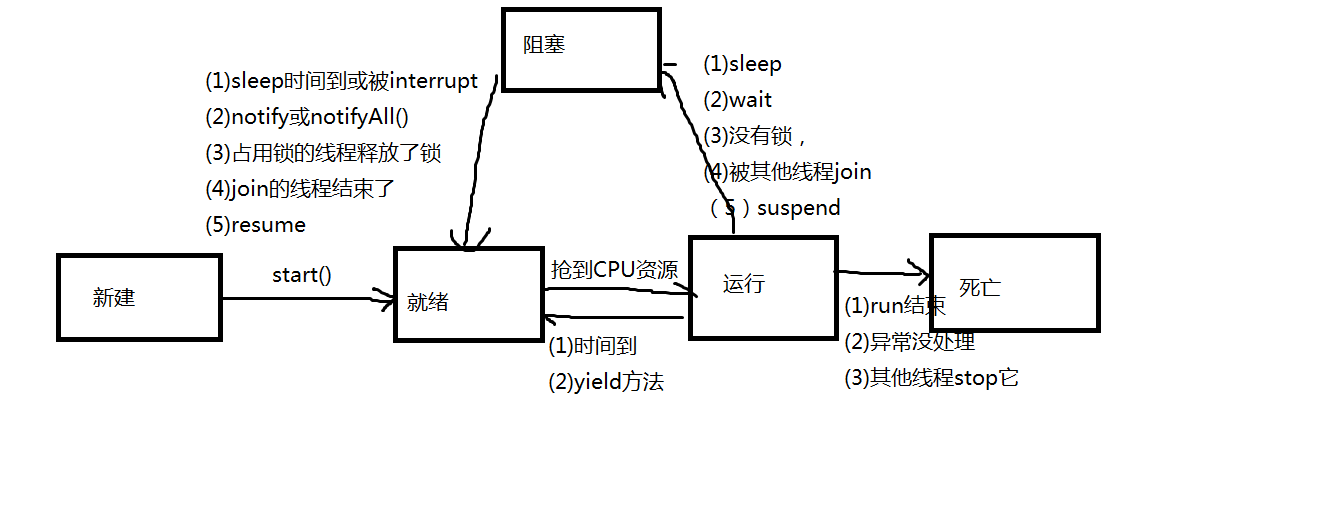 阻塞
(1)sleep时间到或被interrupt
(2)notify或notifyAll()
(3)占用锁的线程释放了锁
(4)join的线程结束了
(5)resume
(1)sleep
(2)wait
(3)没有锁，
(4)被其他线程join
（5）suspend
新建
start()
就绪
抢到CPU资源
(1)时间到
(2)yield方法
运行
死亡
(1)run结束
(2)异常没处理
(3)其他线程stop它